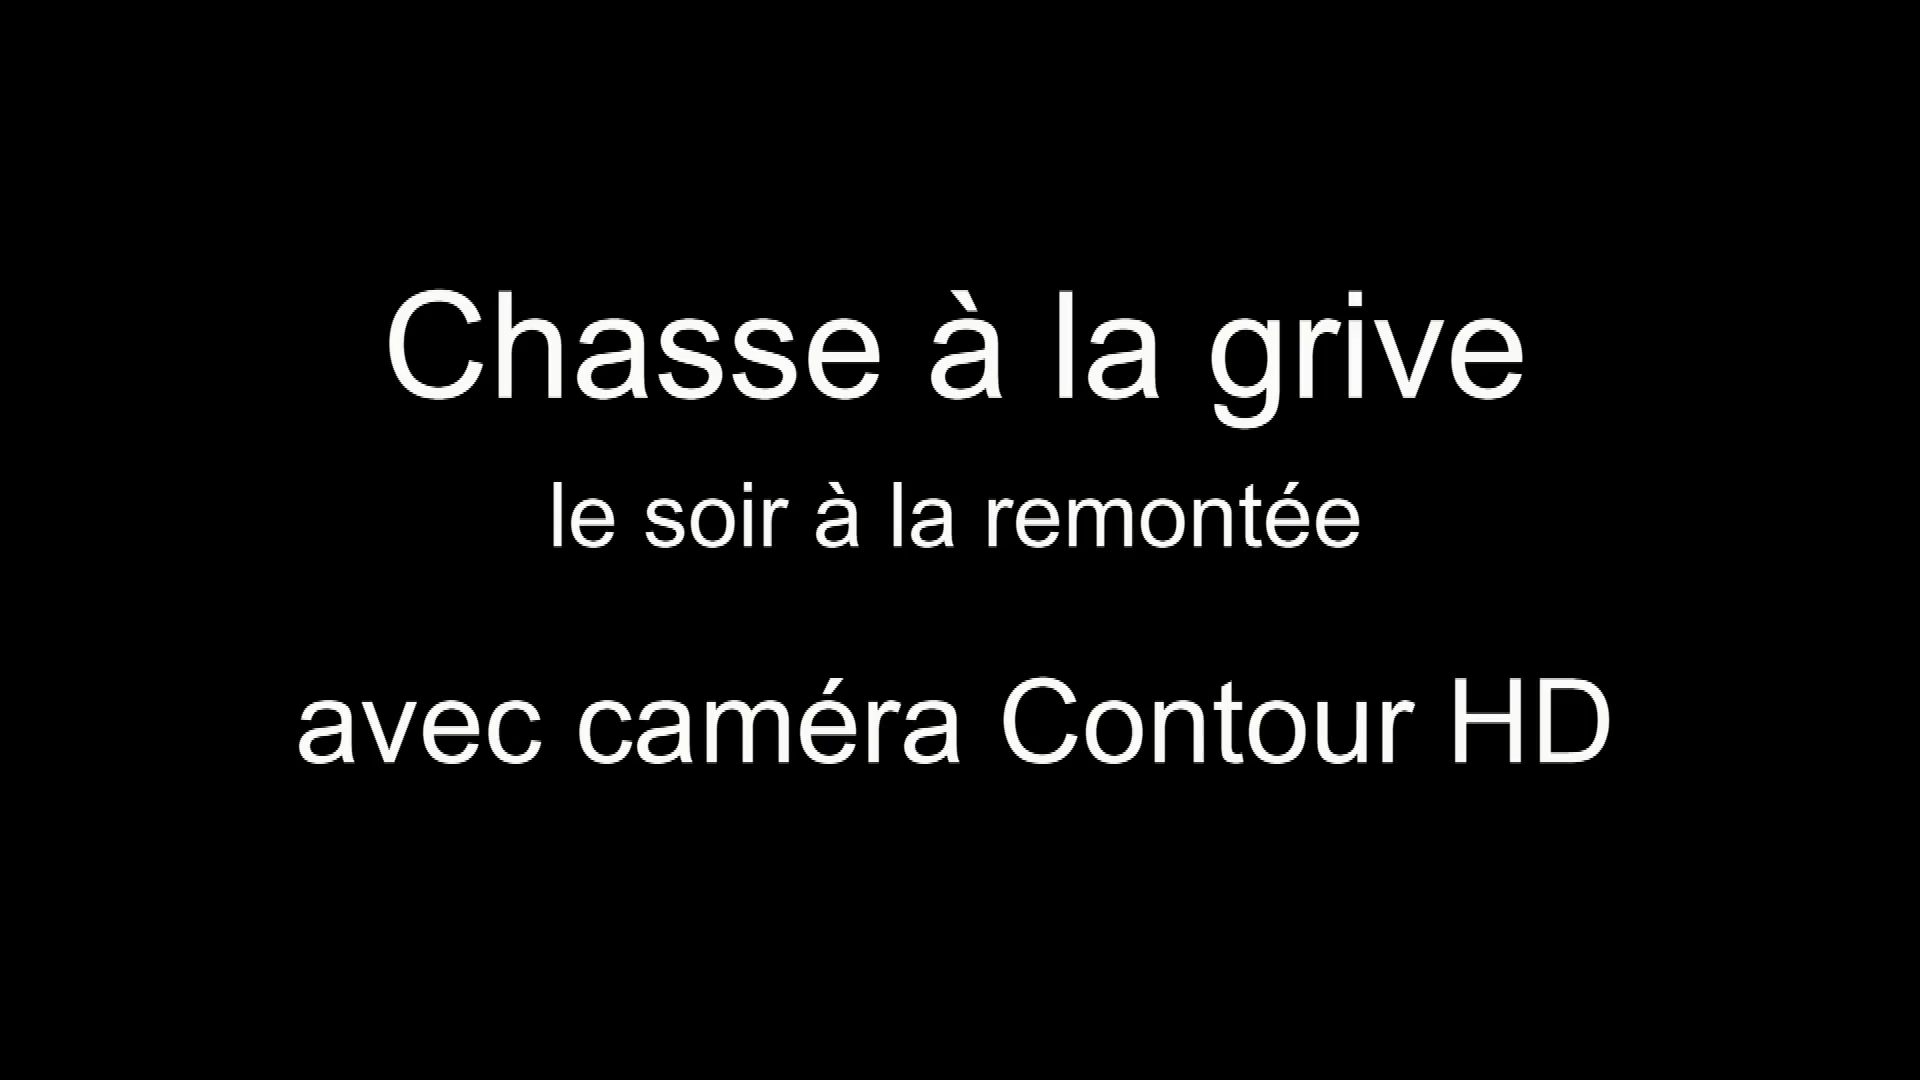 Chasse à la grive
le soir à la remontée
avec caméra Contour HD